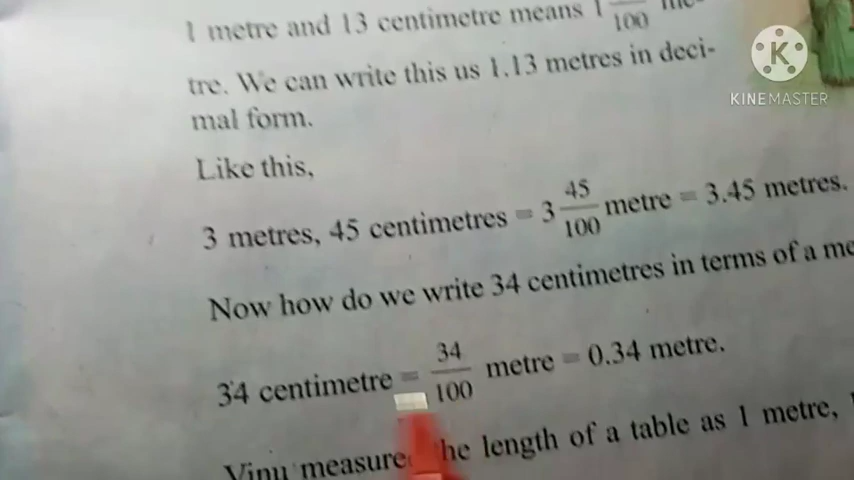 1 metre and 13 centimetre means 1 /100 me-
tre. We can write this us 1.13 metres in deci-
mal form.
Like this,
3 metres, 45 centimetres = 3 45/100 metre = 3.45 metres.
Now how do we write 34 centimetres in terms of a me
34 centimetre = 34/100 metre = 0.34 metre.
Vinu measure the length of a table as 1 metre,
K
KINEMASTER